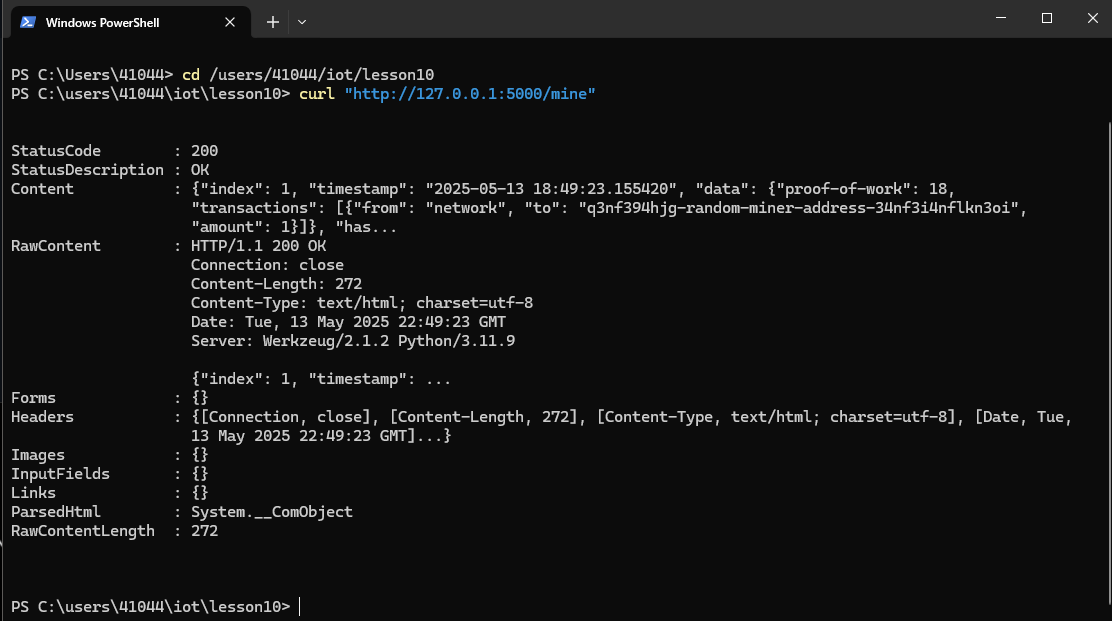 Windows PowerShell
PS C:\Users\41044> cd /users/41044/iot/lesson10
PS C:\users\41044\iot\lesson10> curl "http://127.0.0.1:5000/mine"
StatusCode        : 200
StatusDescription : OK
Content           : {"index": 1, "timestamp": "2025-05-13 18:49:23.155420", "data": {"proof-of-work": 18,
                    "transactions": [{"from": "network", "to": "q3nf394hjg-random-miner-address-34nf3i4nflkn3oi",
                    "amount": 1}]}, "has...
RawContent        : HTTP/1.1 200 OK
                    Connection: close
                    Content-Length: 272
                    Content-Type: text/html; charset=utf-8
                    Date: Tue, 13 May 2025 22:49:23 GMT
                    Server: Werkzeug/2.1.2 Python/3.11.9
                    {"index": 1, "timestamp": ...
Forms             : {}
Headers           : {[Connection, close], [Content-Length, 272], [Content-Type, text/html; charset=utf-8], [Date, Tue,
                    13 May 2025 22:49:23 GMT]...}
Images            : {}
InputFields       : {}
Links             : {}
ParsedHtml        : System.__ComObject
RawContentLength  : 272
PS C:\users\41044\iot\lesson10>